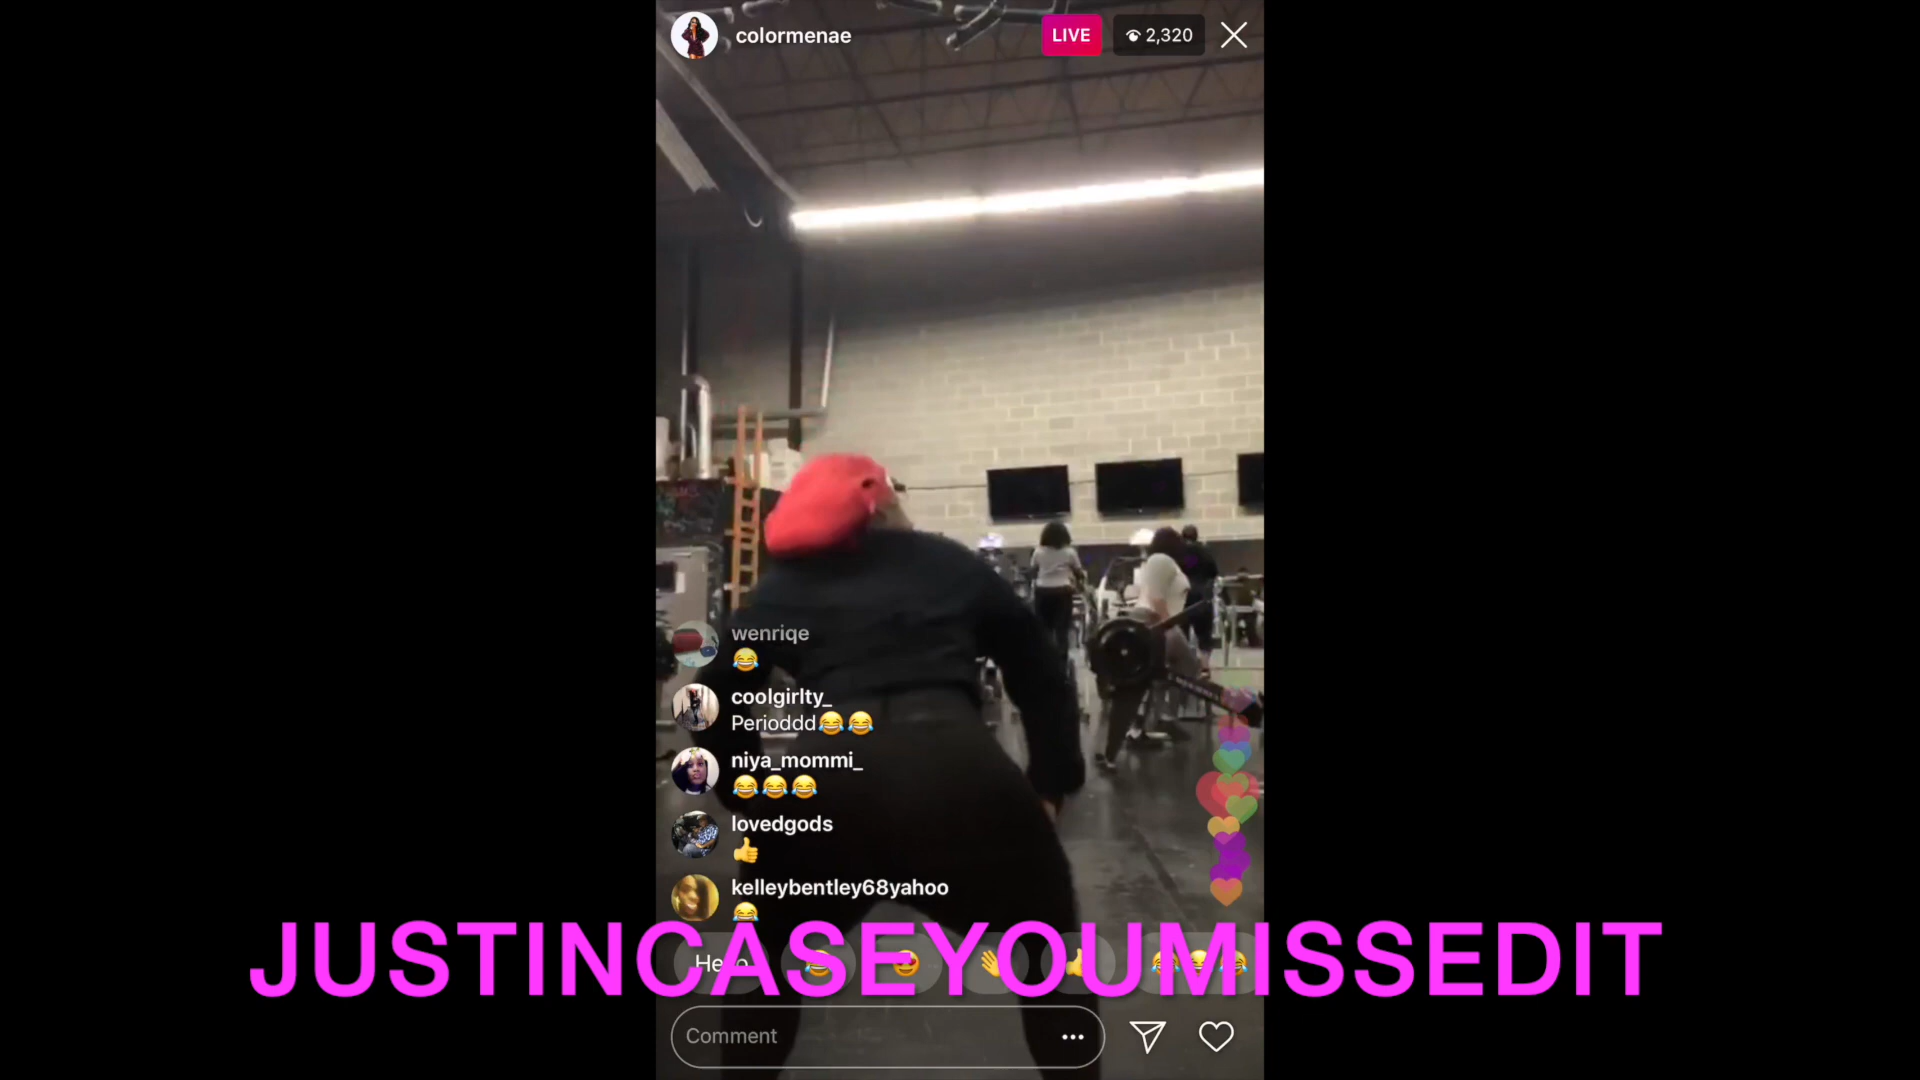 colormenae
LIVE
2,320
wenriqe
😂
coolgirlty_
Perioddd😂😂
niya_mommi_
😂😂😂
lovedgods
👍
kelleybentley68yahoo
😂
JUSTINCASEYOUMISSEDIT
Comment